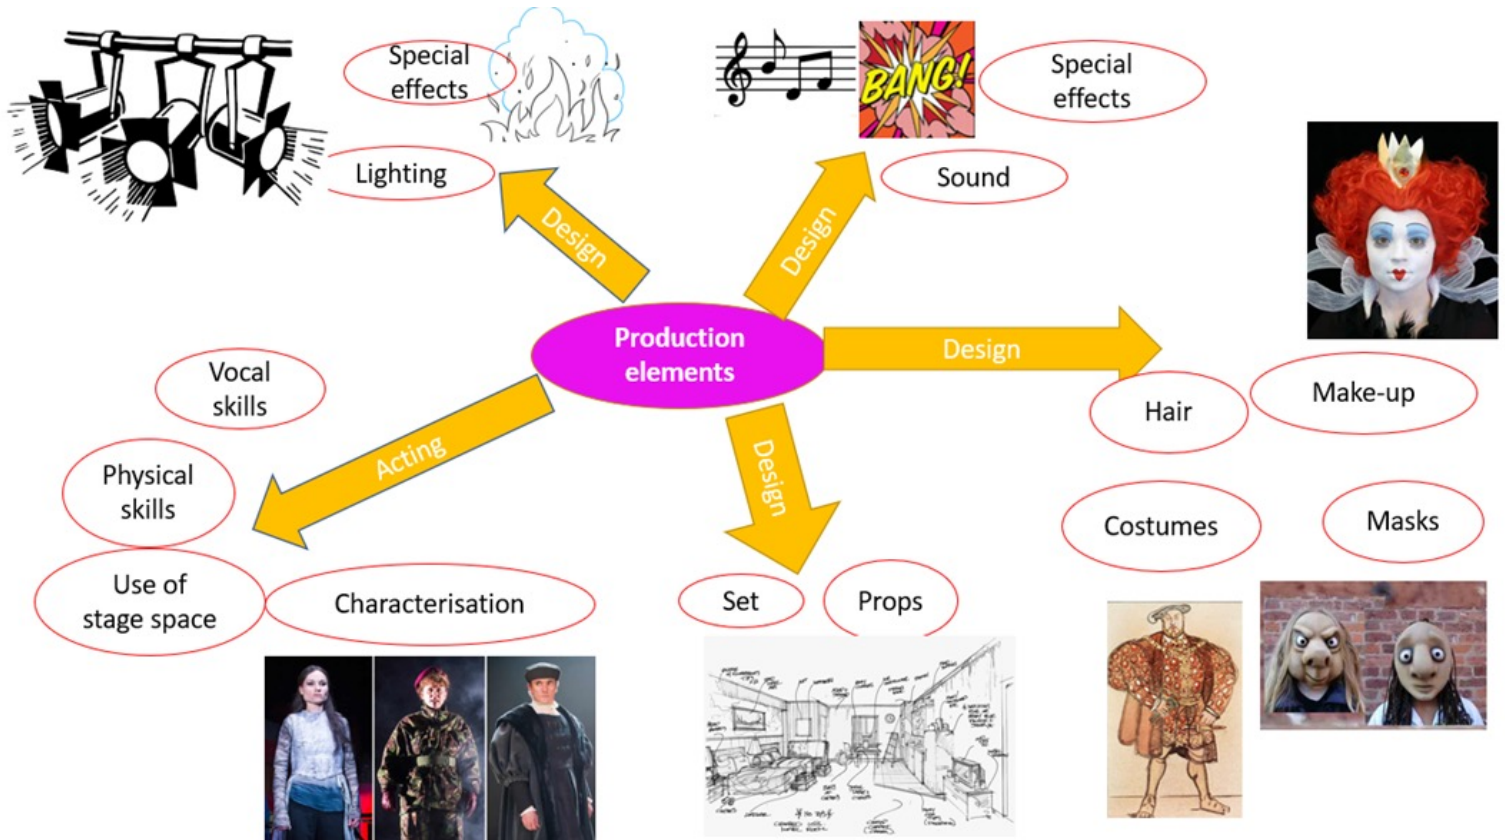 Special
effects
Special
effects
BANG!
Lighting
Sound
Design
Design
Production
elements
Design
Vocal
skills
Hair
Make-up
Acting
Design
Physical
skills
Costumes
Masks
Use of
stage space
Characterisation
Set
Props